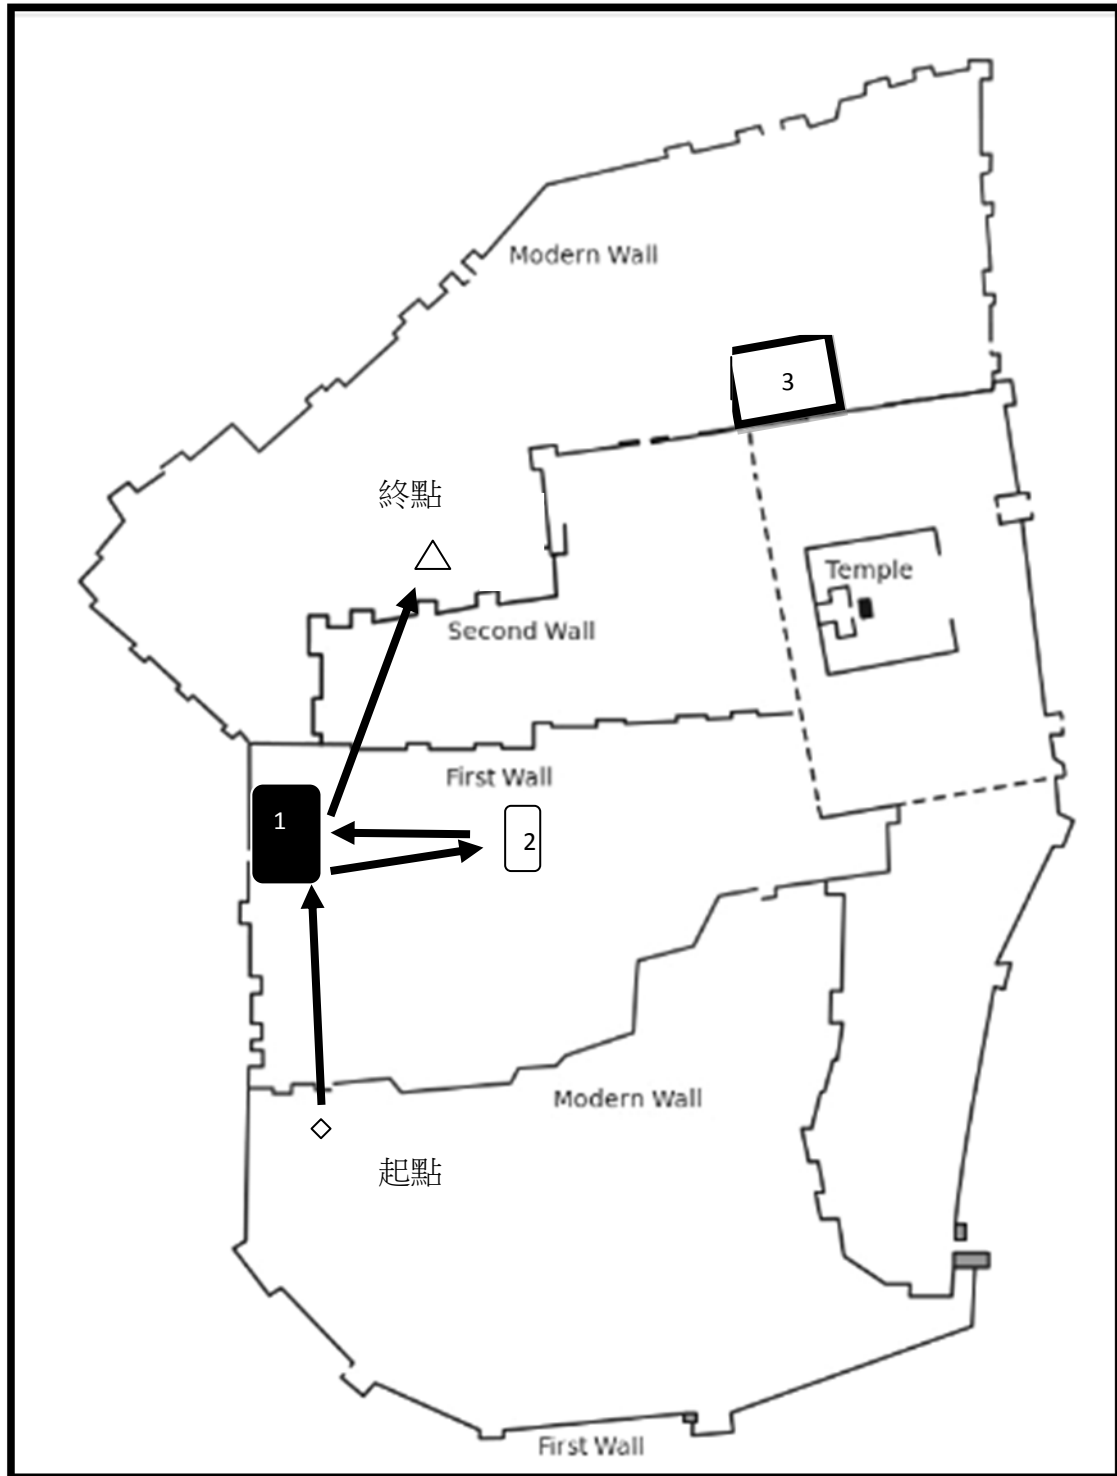 Modern Wall
3
終點
Temple
Second Wall
First Wall
1
2
Modern Wall
起點
First Wall